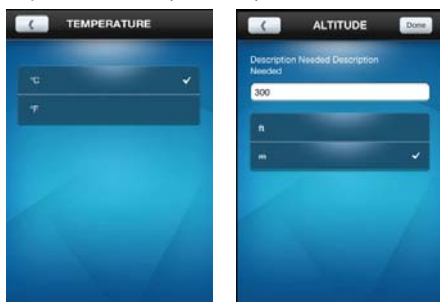 TEMPERATURE
°C
°F
ALTITUDE
Done
Description Needed Description
Needed
300
ft
m